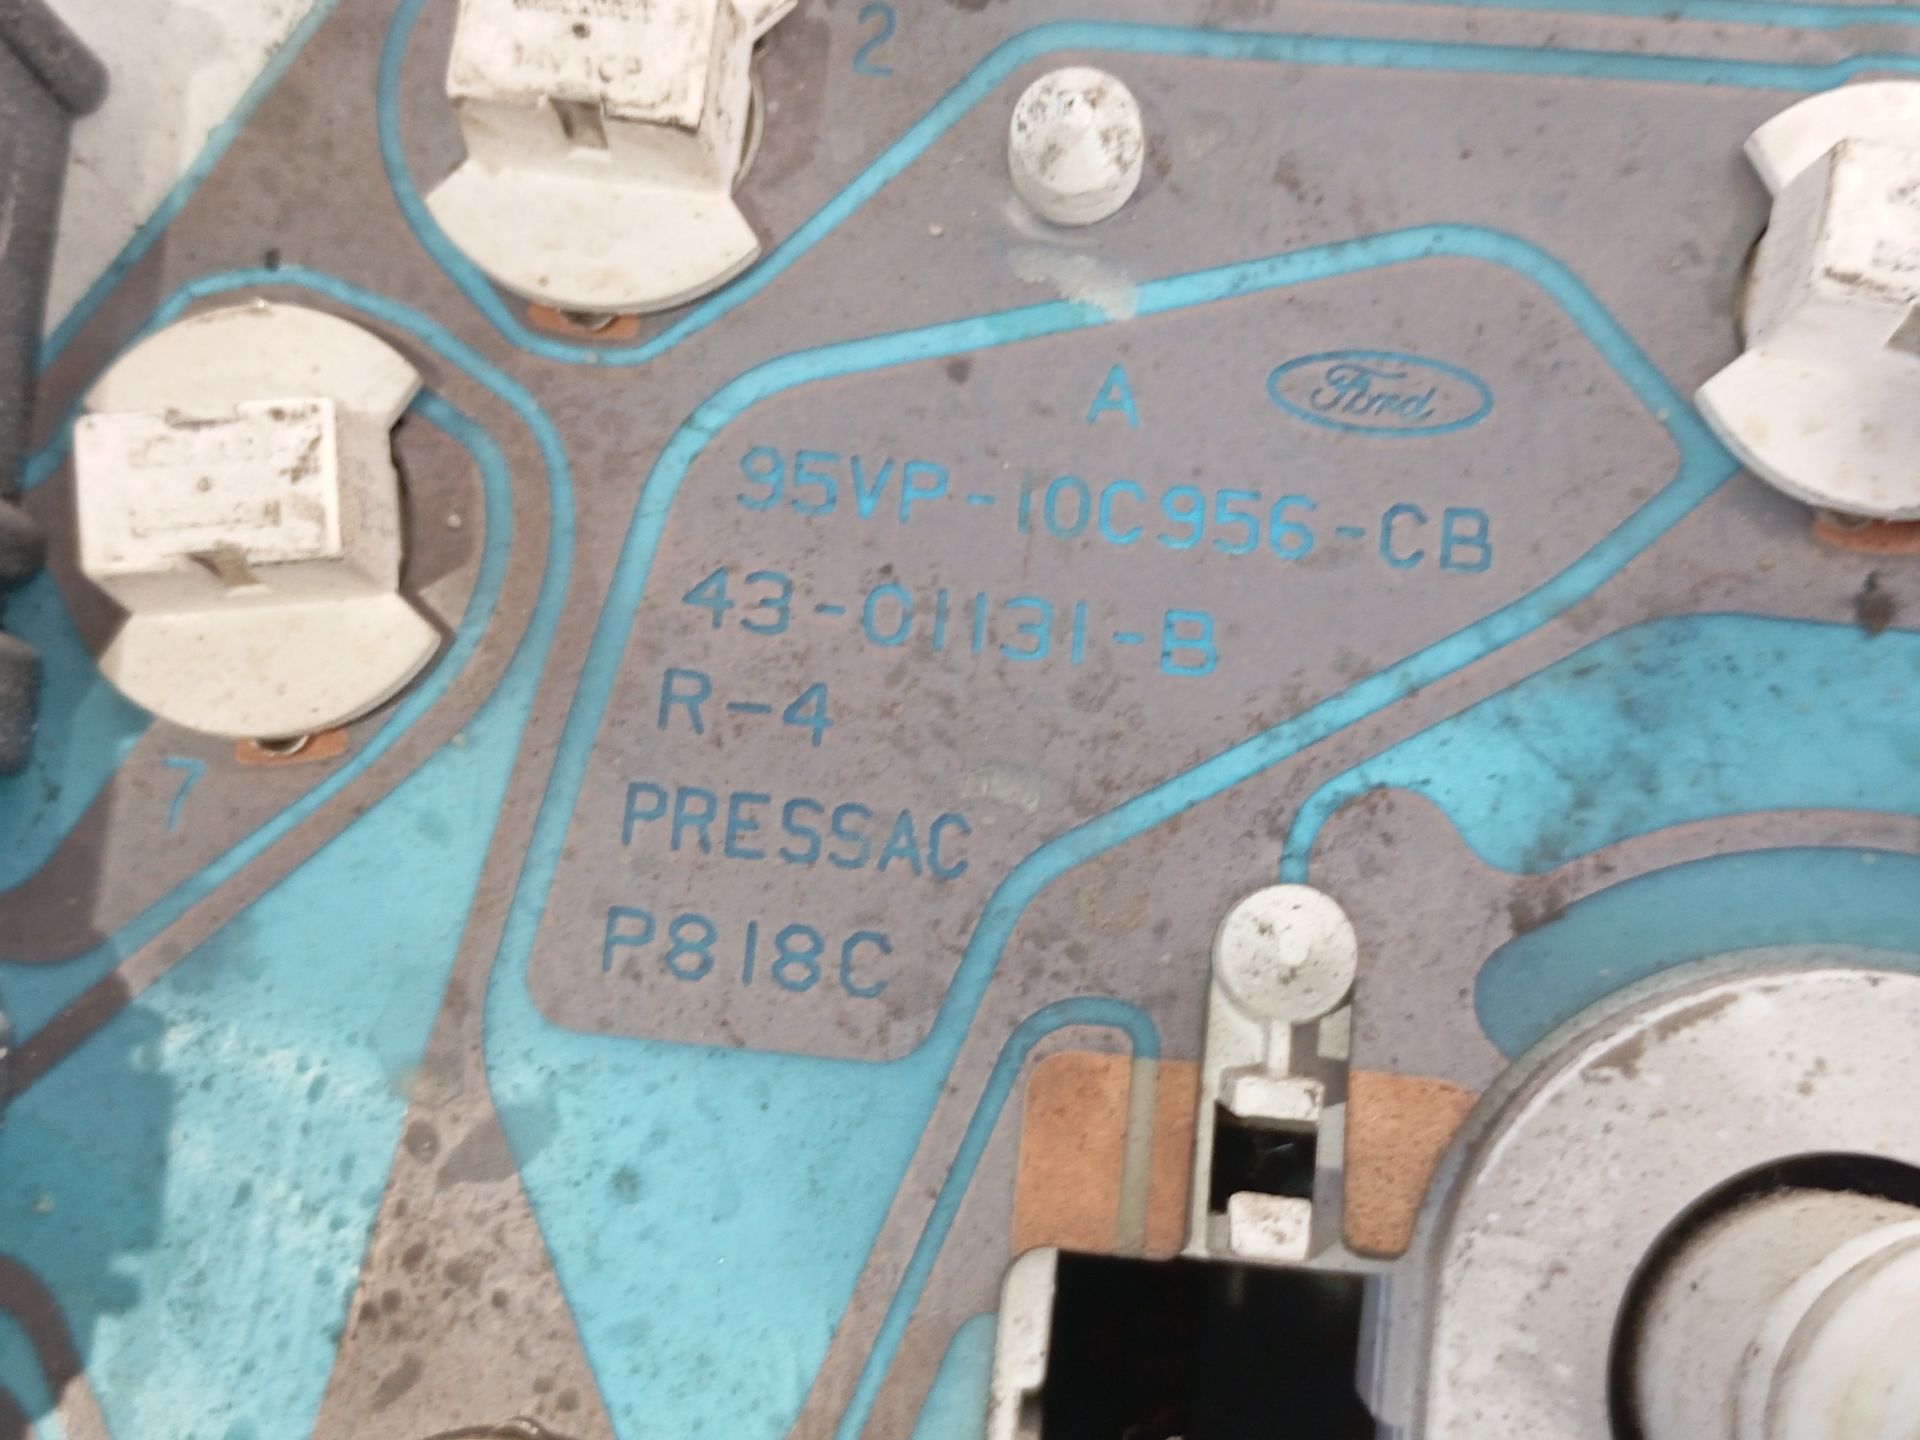 2
A Ford
95VP-10C956-CB
43-01131-B
R-4
PRESSAC
7
P818C